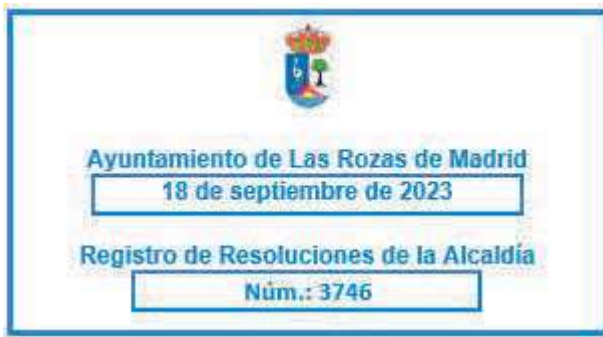 Ayuntamiento de Las Rozas de Madrid
18 de septiembre de 2023
Registro de Resoluciones de la Alcaldía
Núm.: 3746